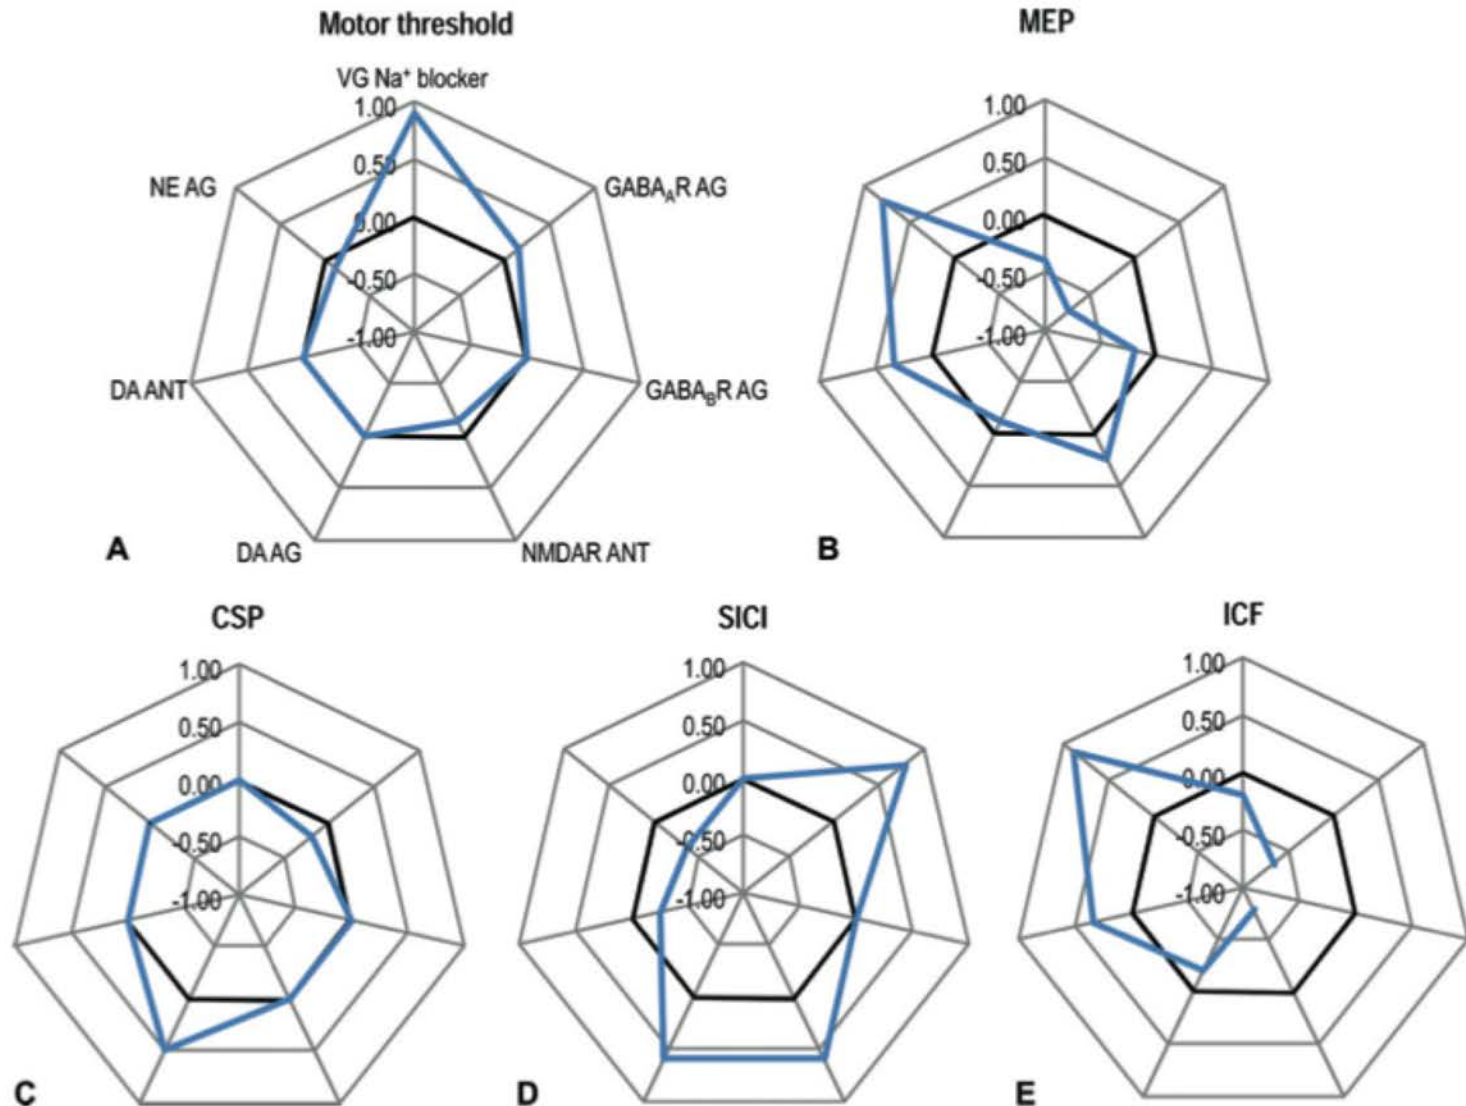 Motor threshold
VG Na⁺ blocker
1.00
0.50
0.00
-0.50
-1.00
NE AG
GABA_AR AG
DA ANT
GABA_BR AG
DA AG
NMDAR ANT
A
MEP
1.00
0.50
0.00
-0.50
-1.00
B
CSP
1.00
0.50
0.00
-0.50
-1.00
C
SICI
1.00
0.50
0.00
-0.50
-1.00
D
ICF
1.00
0.50
0.00
-0.50
-1.00
E